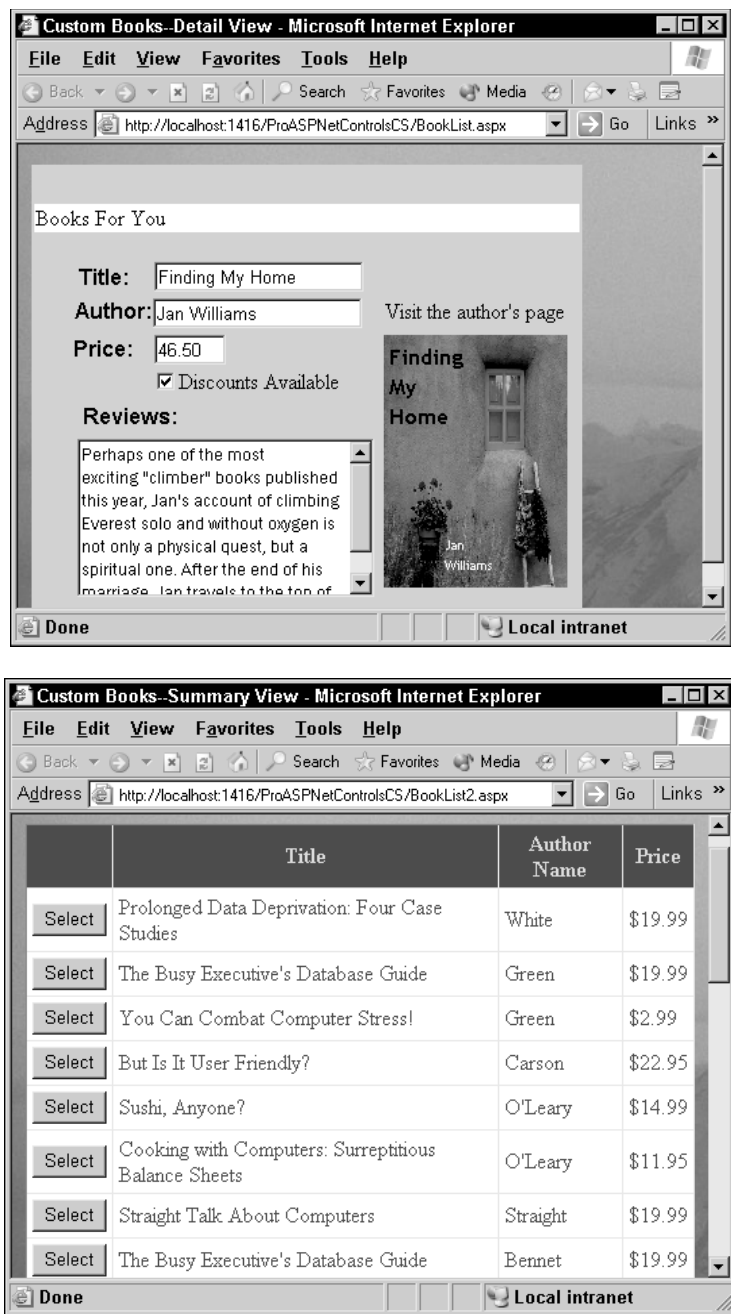 Custom Books--Detail View - Microsoft Internet Explorer
File Edit View Favorites Tools Help
Back Search Favorites Media
Address http://localhost:1416/ProASPNetControlsCS/BookList.aspx Go Links »
Books For You
Title: Finding My Home
Author: Jan Williams
Visit the author's page
Price: 46.50
Discounts Available
Reviews:
Perhaps one of the most
exciting "climber" books published
this year, Jan's account of climbing
Everest solo and without oxygen is
not only a physical quest, but a
spiritual one. After the end of his
marriage, Jan travels to the top of
Finding
My
Home
Jan
Williams
Done Local intranet
Custom Books--Summary View - Microsoft Internet Explorer
File Edit View Favorites Tools Help
Back Search Favorites Media
Address http://localhost:1416/ProASPNetControlsCS/BookList2.aspx Go Links »
Title Author Name Price
Select Prolonged Data Deprivation: Four Case Studies White $19.99
Select The Busy Executive's Database Guide Green $19.99
Select You Can Combat Computer Stress! Green $2.99
Select But Is It User Friendly? Carson $22.95
Select Sushi, Anyone? O'Leary $14.99
Select Cooking with Computers: Surreptitious Balance Sheets O'Leary $11.95
Select Straight Talk About Computers Straight $19.99
Select The Busy Executive's Database Guide Bennet $19.99
Done Local intranet